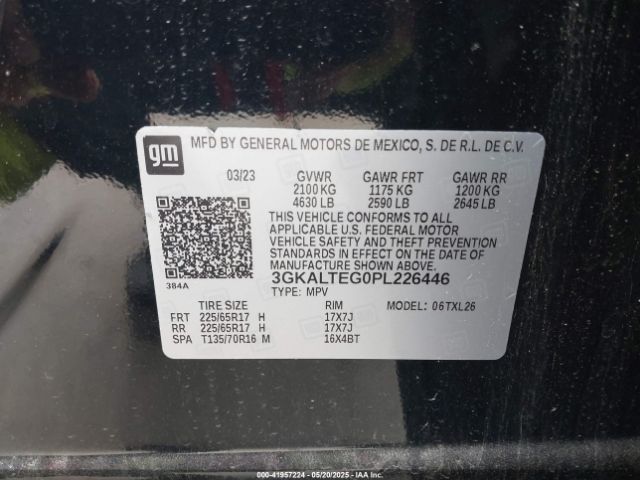 gm MFD BY GENERAL MOTORS DE MEXICO, S. DE R.L. DE C.V.
03/23 GVWR GAWR FRT GAWR RR
2100 KG 1175 KG 1200 KG
4630 LB 2590 LB 2645 LB
THIS VEHICLE CONFORMS TO ALL
APPLICABLE U.S. FEDERAL MOTOR
VEHICLE SAFETY AND THEFT PREVENTION
STANDARDS IN EFFECT ON THE DATE OF
MANUFACTURE SHOWN ABOVE.
384A
3GKALTEG0PL226446
TYPE: MPV
TIRE SIZE RIM MODEL: 06TXL26
FRT 225/65R17 H 17X7J
RR 225/65R17 H 17X7J
SPA T135/70R16 M 16X4BT
000-41957224 | 05/20/2025 | © IAA Holdings, LLC